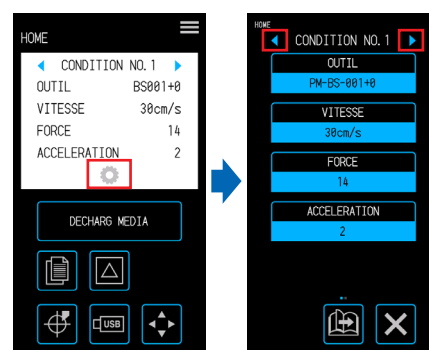 HOME
CONDITION NO. 1
OUTIL BS001+0
VITESSE 30cm/s
FORCE 14
ACCELERATION 2
DECHARG MEDIA
USB
HOME
CONDITION NO. 1
OUTIL
PM-BS-001+0
VITESSE
30cm/s
FORCE
14
ACCELERATION
2